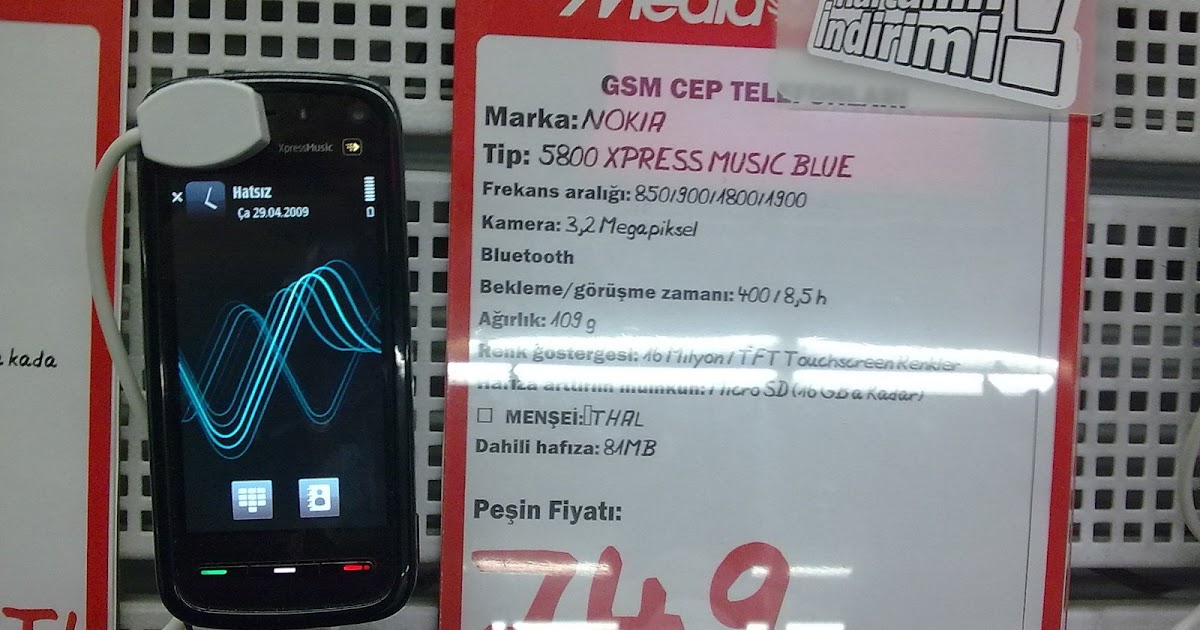 Media
indirimi!
GSM CEP TELEFONLARI
Marka: NOKIA
Tip: 5800 XPRESS MUSIC BLUE
Frekans aralığı: 850/900/1800/1900
Kamera: 3,2 Megapiksel
Bluetooth
Bekleme/görüşme zamanı: 400/8,5 h
Ağırlık: 109 g
Renk göstergesi: 16 Milyon/TFT Touchscreen Renkler
Hafıza artırım mümkün: Micro SD (16 GB a Kadar)
MENŞEİ: İTHAL
Dahili hafıza: 81MB
Peşin Fiyatı:
749
XpressMusic
Hatsız
Ça 29.04.2009
kada